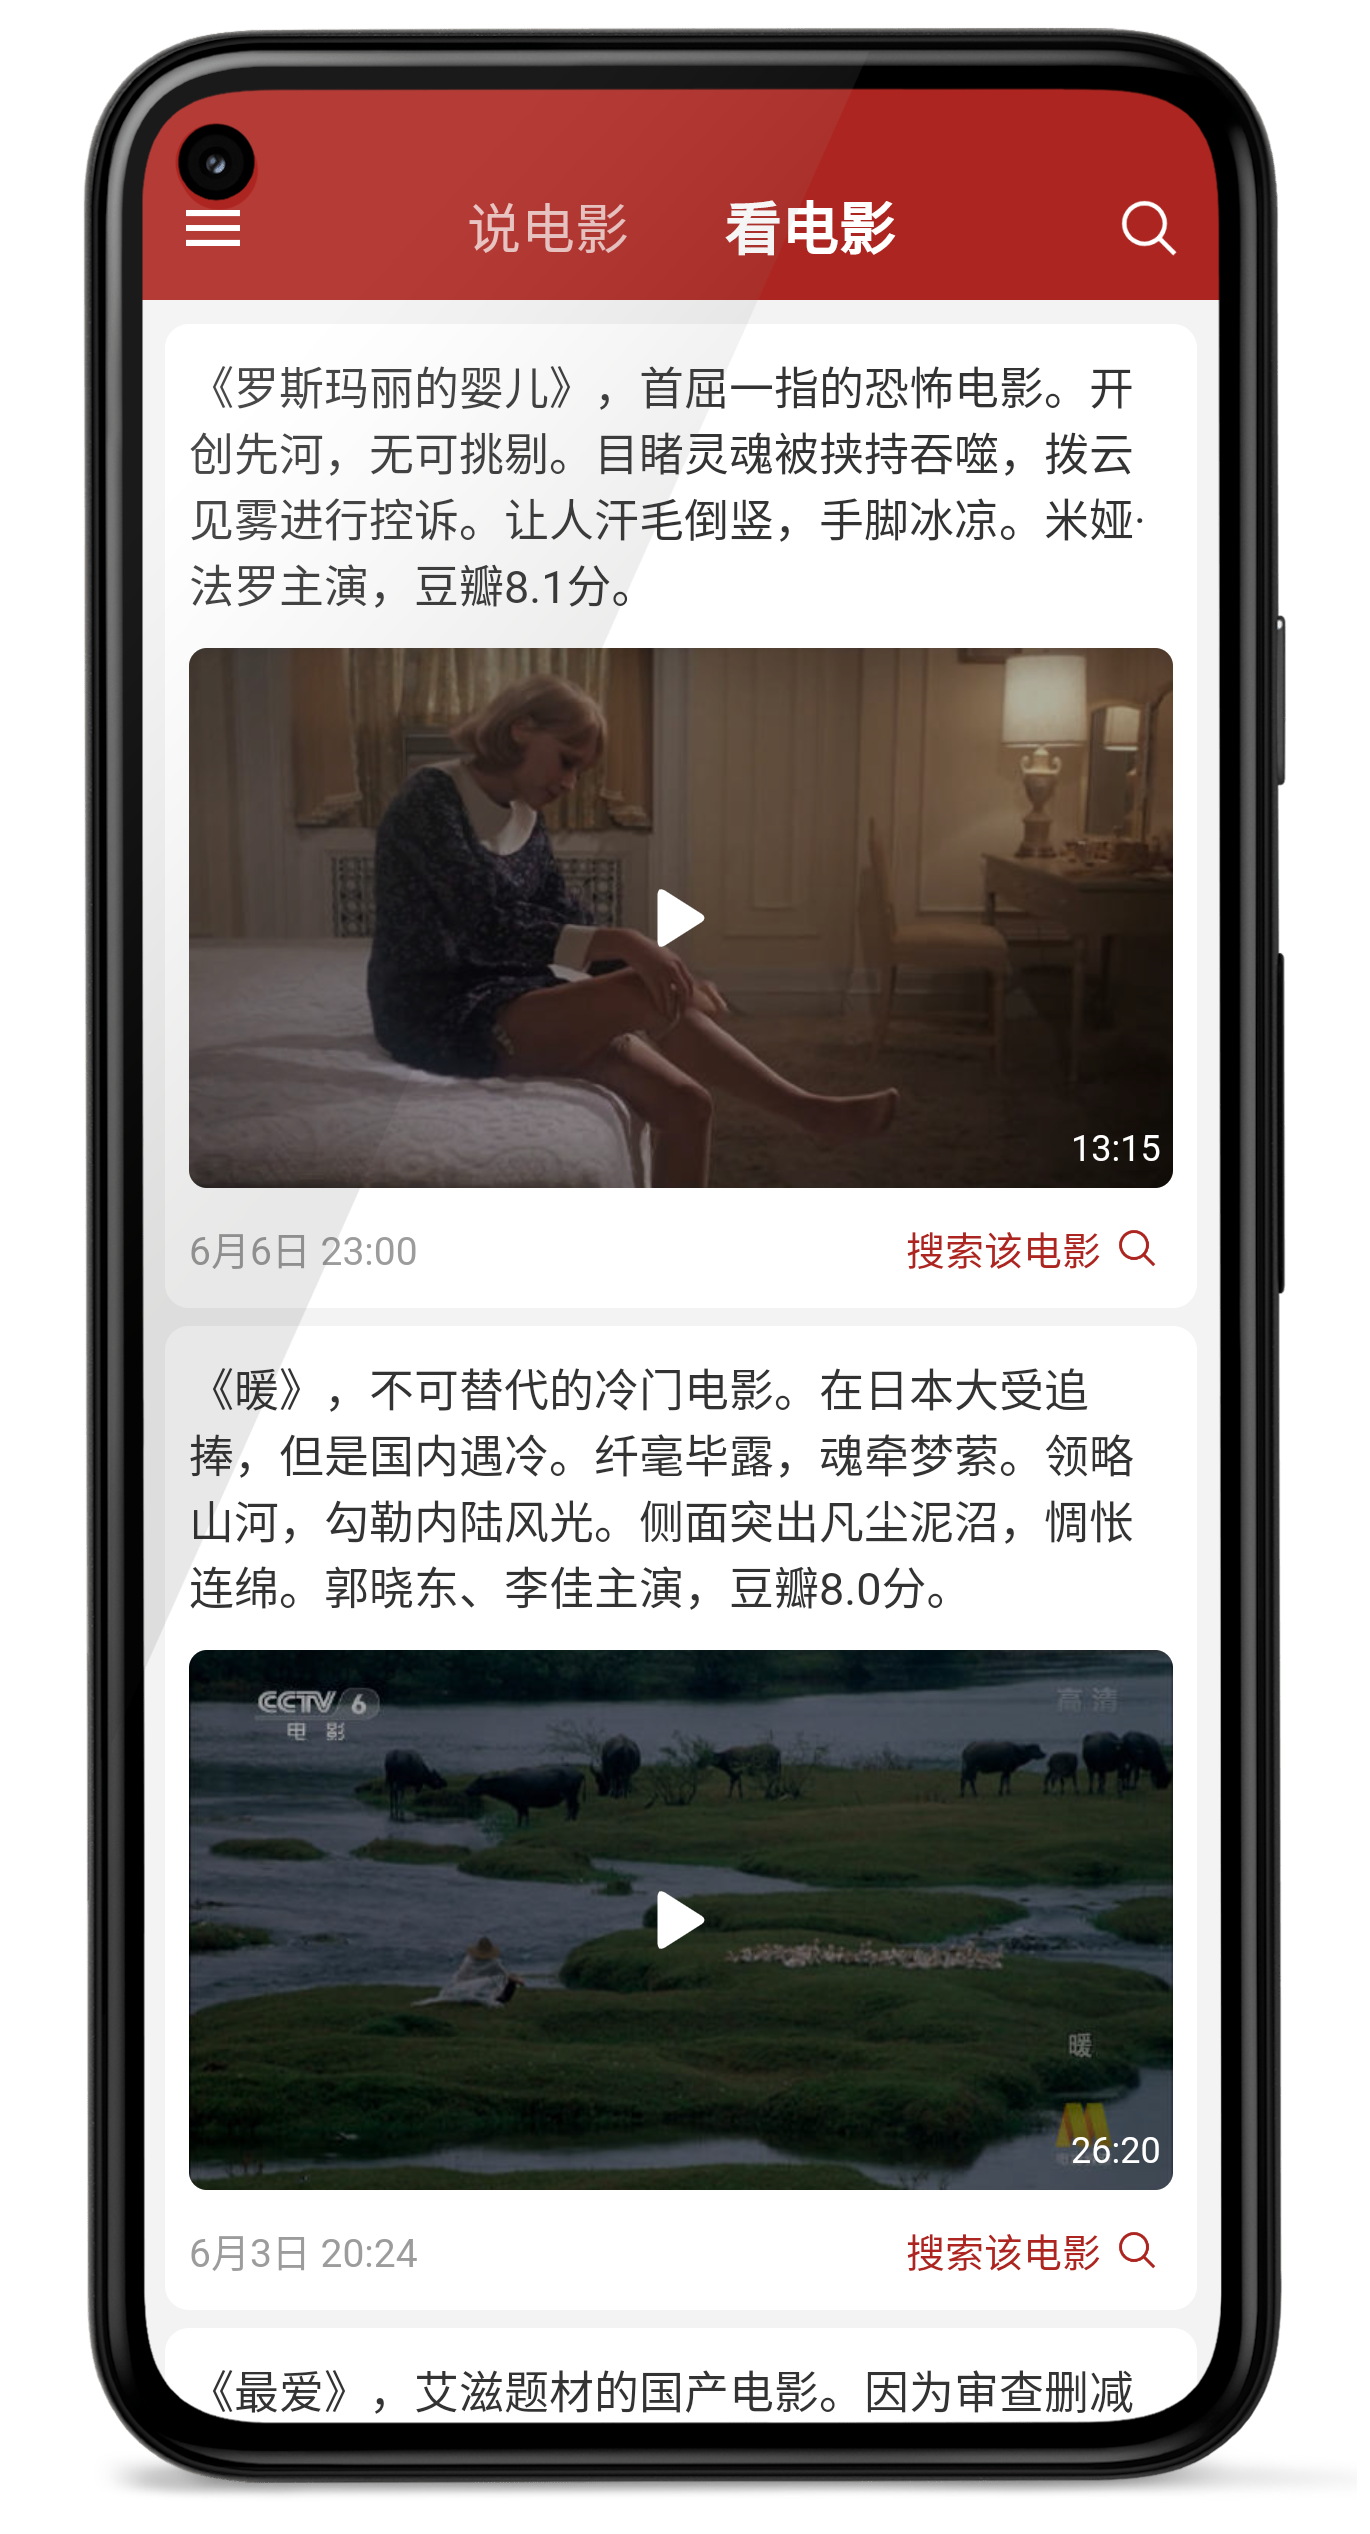 说电影 看电影
《罗斯玛丽的婴儿》，首屈一指的恐怖电影。开
创先河，无可挑剔。目睹灵魂被挟持吞噬，拨云
见雾进行控诉。让人汗毛倒竖，手脚冰凉。米娅·
法罗主演，豆瓣8.1分。
13:15
6月6日 23:00 搜索该电影
《暖》，不可替代的冷门电影。在日本大受追
捧，但是国内遇冷。纤毫毕露，魂牵梦萦。领略
山河，勾勒内陆风光。侧面突出凡尘泥沼，惆怅
连绵。郭晓东、李佳主演，豆瓣8.0分。
CCTV 6 高清
电影
暖
26:20
6月3日 20:24 搜索该电影
《最爱》，艾滋题材的国产电影。因为审查删减